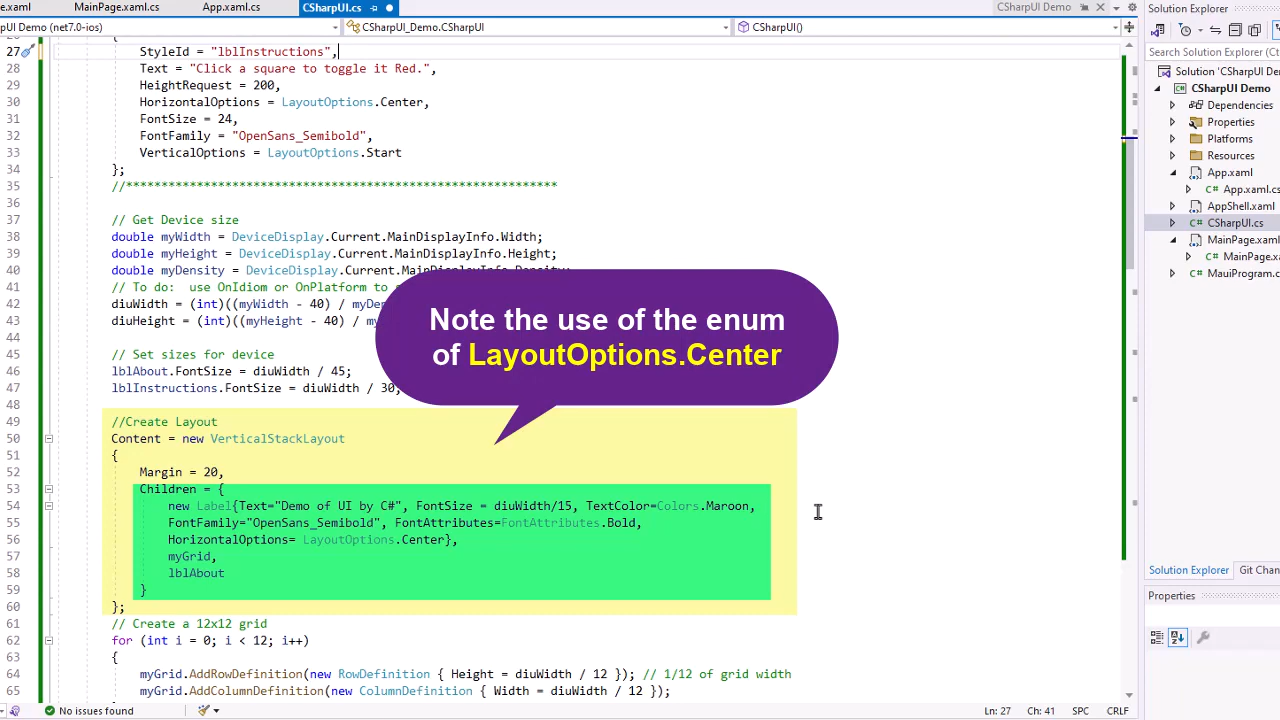 e.xaml MainPage.xaml.cs App.xaml.cs CSharpUI.cs CSharpUI Demo
pUI Demo (net7.0-ios) CSharpUI_Demo.CSharpUI CSharpUI()
Solution Explorer
Search Solution Explorer
Solution 'CSharpUI De
CSharpUI Demo
Dependencies
Properties
Platforms
Resources
App.xaml
App.xaml.cs
AppShell.xaml
CSharpUI.cs
MainPage.xa
MainPage.xa
MauiProgram.c
Solution Explorer Git Chan
Properties
26 {
27 StyleId = "lblInstructions",
28 Text = "Click a square to toggle it Red.",
29 HeightRequest = 200,
30 HorizontalOptions = LayoutOptions.Center,
31 FontSize = 24,
32 FontFamily = "OpenSans_Semibold",
33 VerticalOptions = LayoutOptions.Start
34 };
35 //*************************************************************
36
37 // Get Device size
38 double myWidth = DeviceDisplay.Current.MainDisplayInfo.Width;
39 double myHeight = DeviceDisplay.Current.MainDisplayInfo.Height;
40 double myDensity = DeviceDisplay.Current.MainDisplayInfo.Density;
41 // To do: use OnIdiom or OnPlatform to
42 diuWidth = (int)((myWidth - 40) / myDe
43 diuHeight = (int)((myHeight - 40) / my
44
45 // Set sizes for device
46 lblAbout.FontSize = diuWidth / 45;
47 lblInstructions.FontSize = diuWidth / 30;
48
49 //Create Layout
50 Content = new VerticalStackLayout
51 {
52 Margin = 20,
53 Children = {
54 new Label{Text="Demo of UI by C#", FontSize = diuWidth/15, TextColor=Colors.Maroon,
55 FontFamily="OpenSans_Semibold", FontAttributes=FontAttributes.Bold,
56 HorizontalOptions= LayoutOptions.Center},
57 myGrid,
58 lblAbout
59 }
60 };
61 // Create a 12x12 grid
62 for (int i = 0; i < 12; i++)
63 {
64 myGrid.AddRowDefinition(new RowDefinition { Height = diuWidth / 12 }); // 1/12 of grid width
65 myGrid.AddColumnDefinition(new ColumnDefinition { Width = diuWidth / 12 });
Note the use of the enum
of LayoutOptions.Center
No issues found Ln: 27 Ch: 41 SPC CRLF